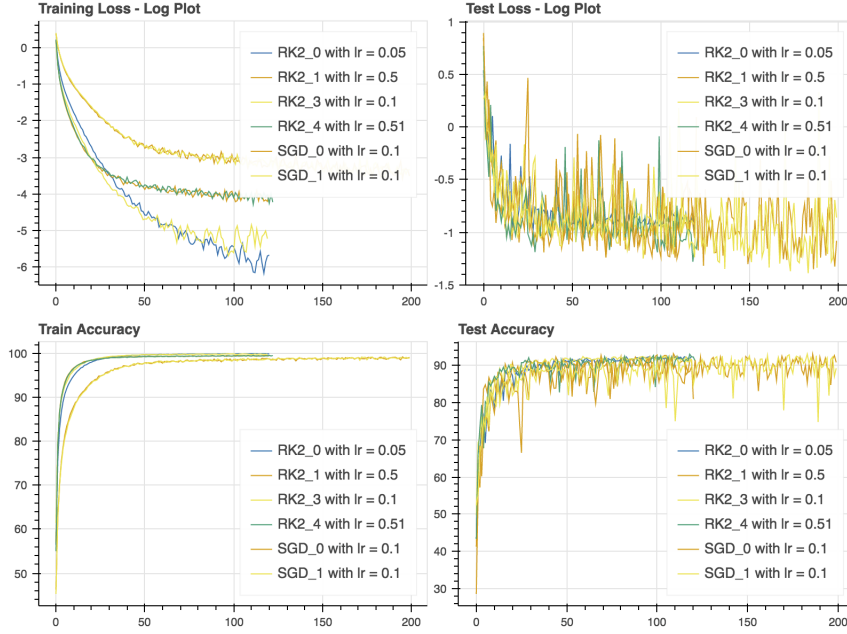 Training Loss - Log Plot
0
-1
-2
-3
-4
-5
-6
0
50
100
150
200
RK2_0 with lr = 0.05
RK2_1 with lr = 0.5
RK2_3 with lr = 0.1
RK2_4 with lr = 0.51
SGD_0 with lr = 0.1
SGD_1 with lr = 0.1
Test Loss - Log Plot
1
0.5
0
-0.5
-1
-1.5
0
50
100
150
200
RK2_0 with lr = 0.05
RK2_1 with lr = 0.5
RK2_3 with lr = 0.1
RK2_4 with lr = 0.51
SGD_0 with lr = 0.1
SGD_1 with lr = 0.1
Train Accuracy
100
90
80
70
60
50
0
50
100
150
200
RK2_0 with lr = 0.05
RK2_1 with lr = 0.5
RK2_3 with lr = 0.1
RK2_4 with lr = 0.51
SGD_0 with lr = 0.1
SGD_1 with lr = 0.1
Test Accuracy
90
80
70
60
50
40
30
0
50
100
150
200
RK2_0 with lr = 0.05
RK2_1 with lr = 0.5
RK2_3 with lr = 0.1
RK2_4 with lr = 0.51
SGD_0 with lr = 0.1
SGD_1 with lr = 0.1